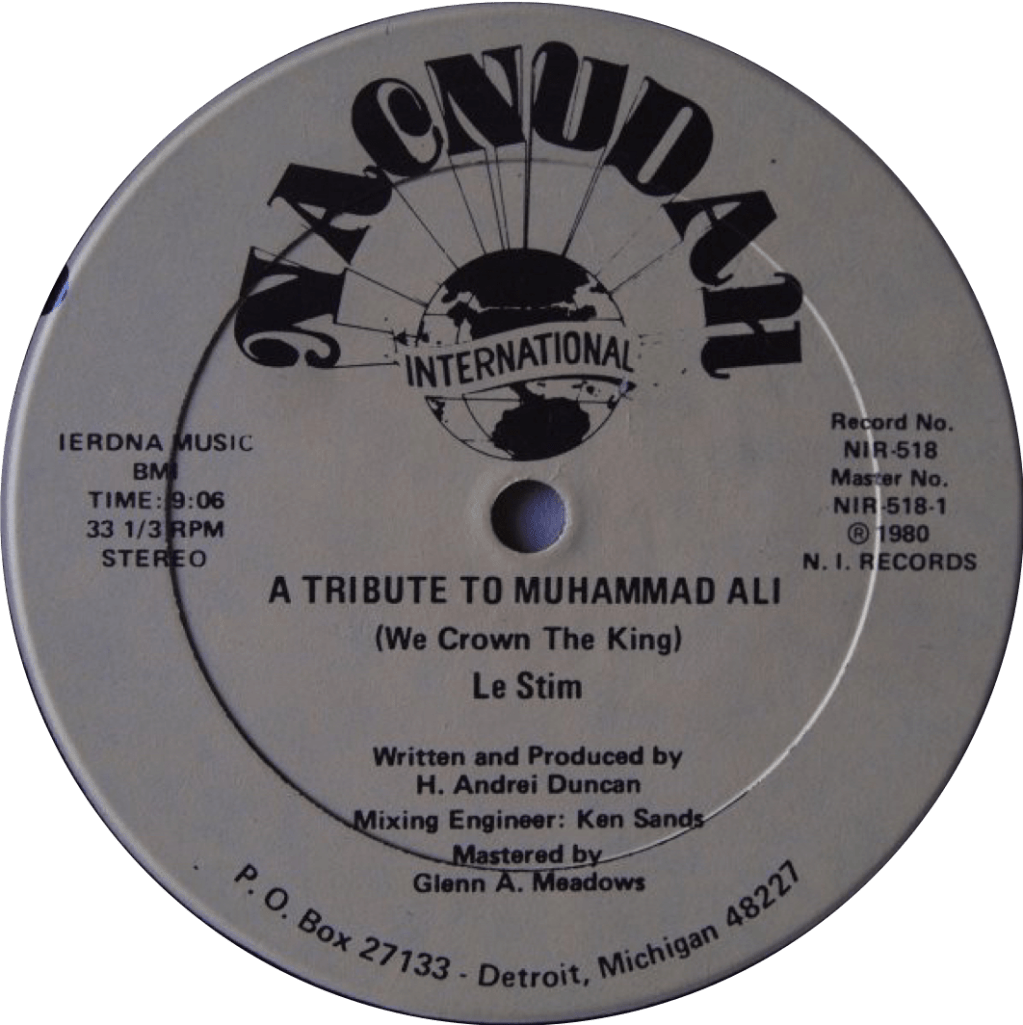 NACNUDAH
INTERNATIONAL
IERDNA MUSIC
BMI
TIME: 9:06
33 1/3 RPM
STEREO
Record No.
NIR-518
Master No.
NIR-518-1
℗ 1980
N. I. RECORDS
A TRIBUTE TO MUHAMMAD ALI
(We Crown The King)
Le Stim
Written and Produced by
H. Andrei Duncan
Mixing Engineer: Ken Sands
Mastered by
Glenn A. Meadows
P. O. Box 27133 - Detroit, Michigan 48227